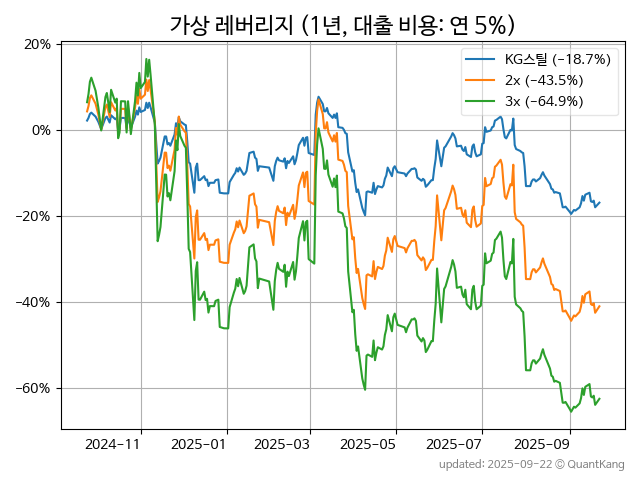 가상 레버리지 (1년, 대출 비용: 연 5%)
KG스틸 (−18.7%)
2x (−43.5%)
3x (−64.9%)
20%
0%
−20%
−40%
−60%
2024-11 2025-01 2025-03 2025-05 2025-07 2025-09
updated: 2025-09-22 © QuantKang